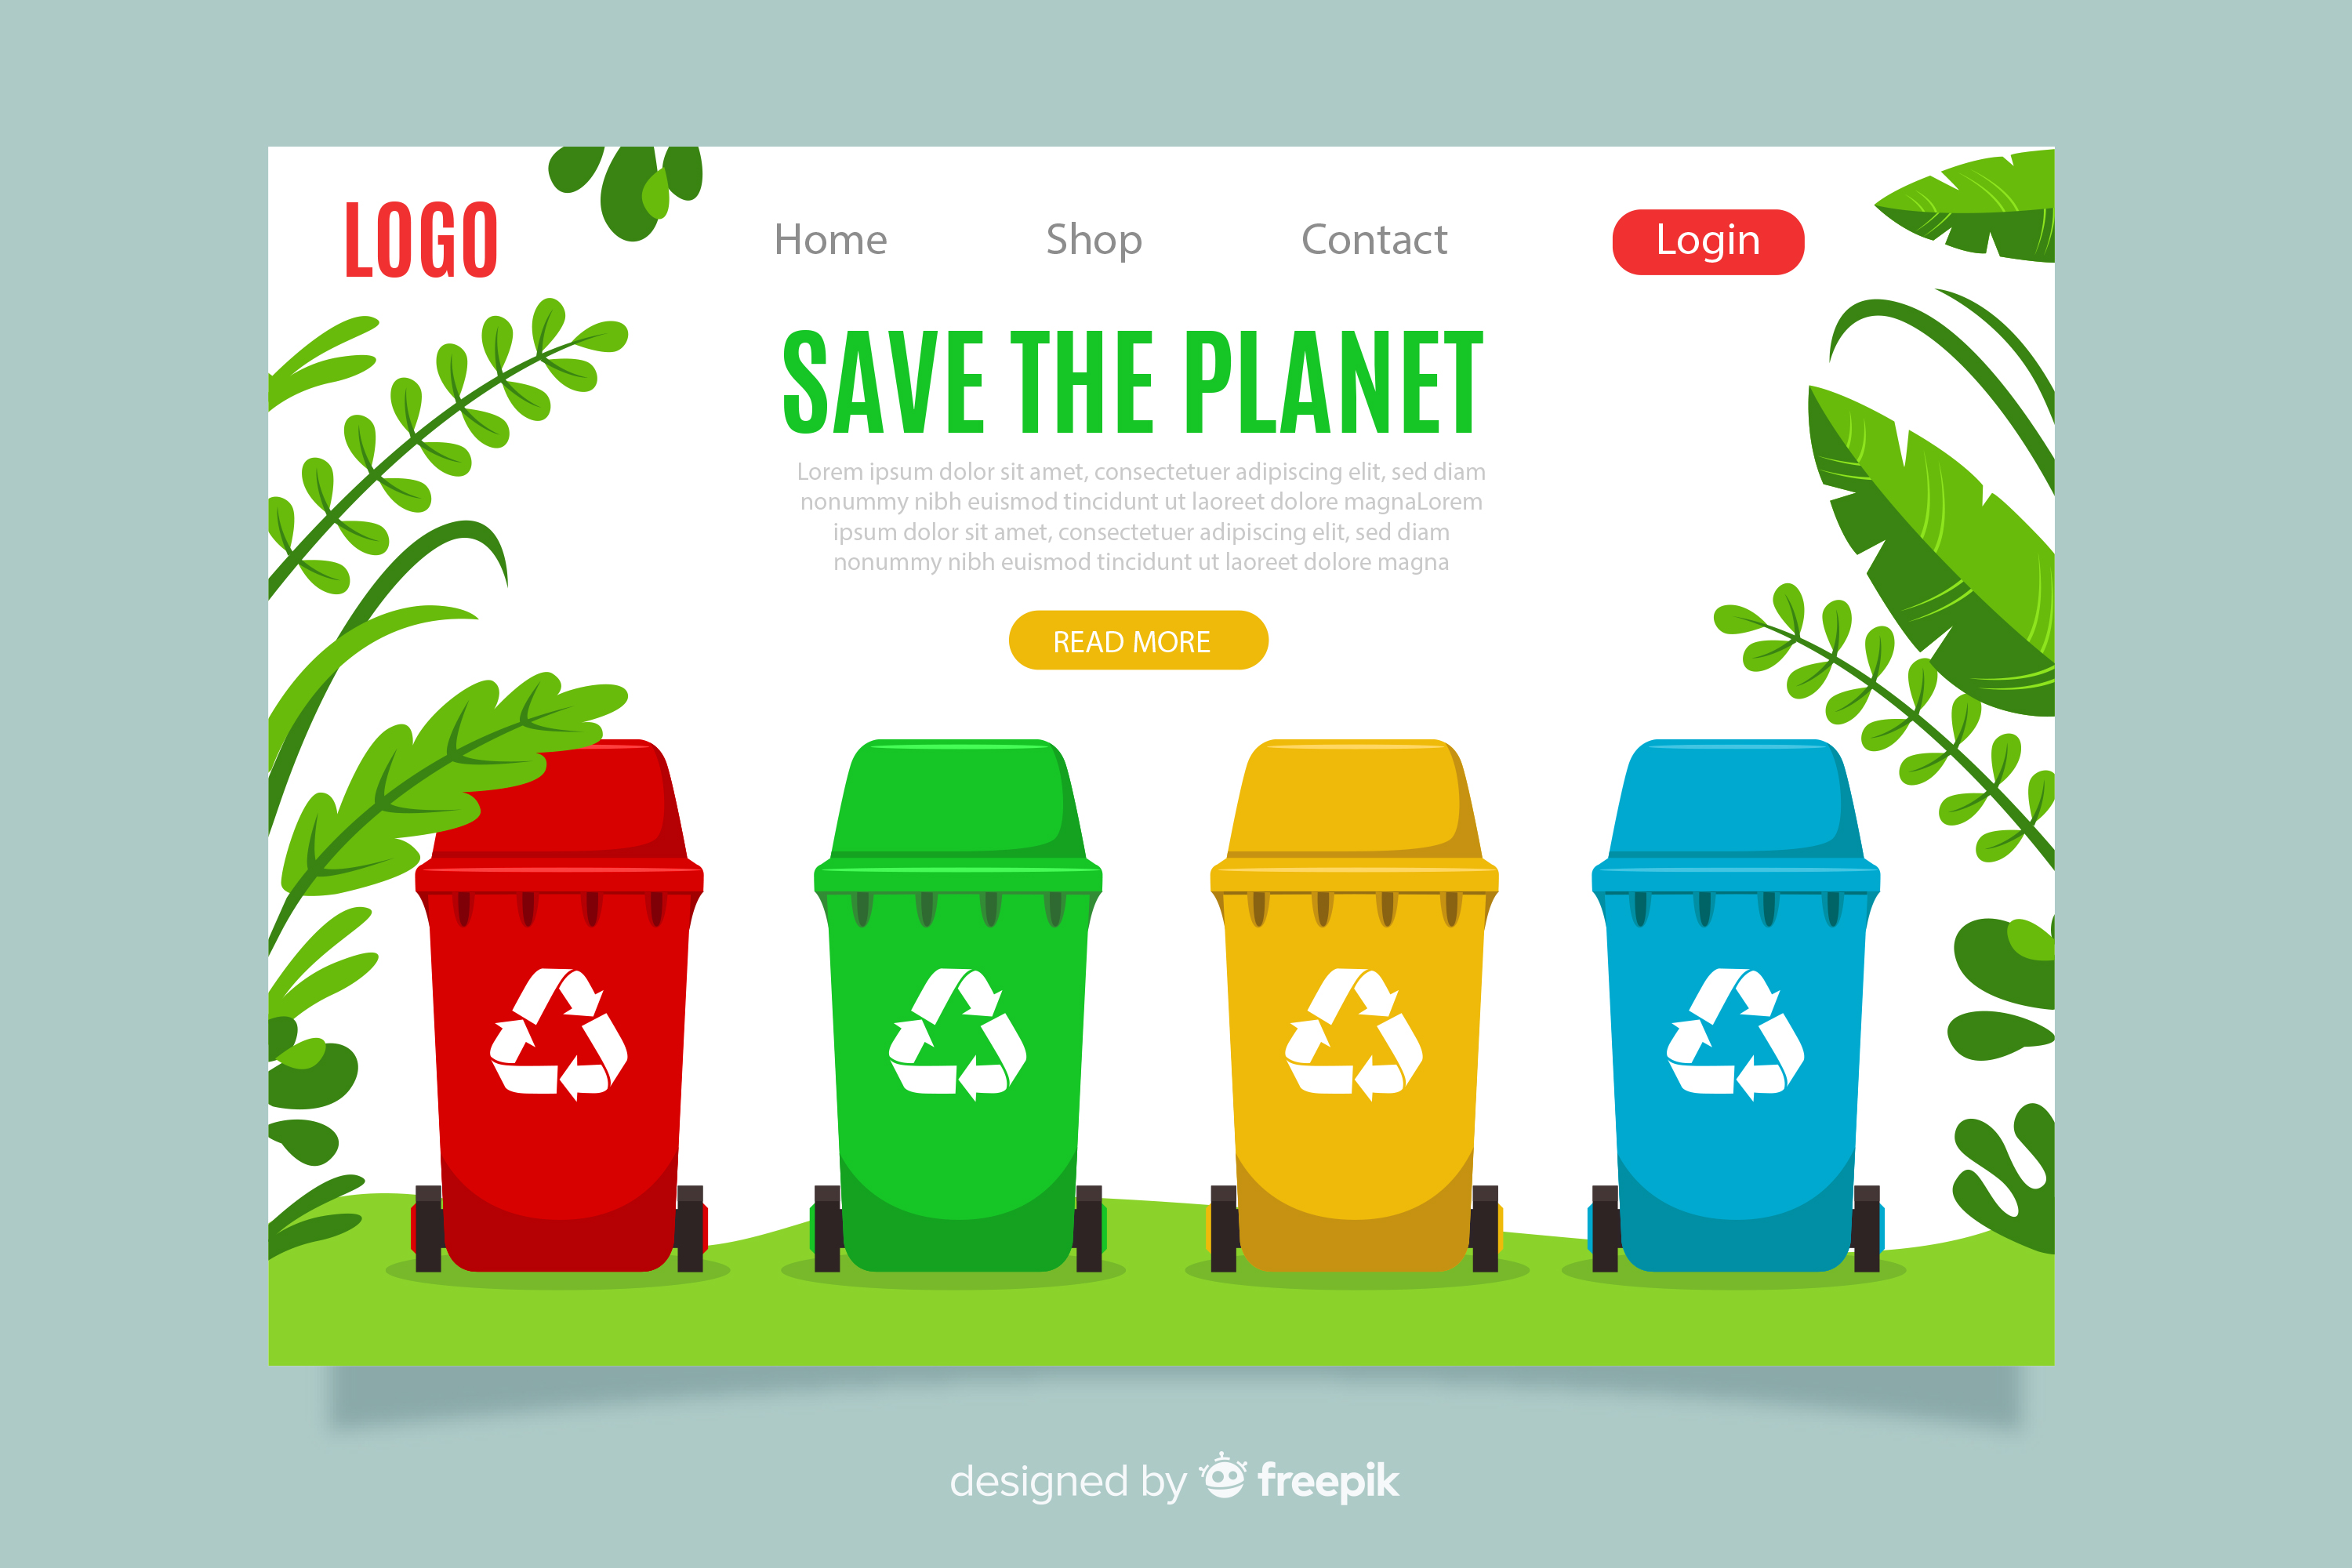 LOGO
Home Shop Contact Login
SAVE THE PLANET
Lorem ipsum dolor sit amet, consectetuer adipiscing elit, sed diam
nonummy nibh euismod tincidunt ut laoreet dolore magnaLorem
ipsum dolor sit amet, consectetuer adipiscing elit, sed diam
nonummy nibh euismod tincidunt ut laoreet dolore magna
READ MORE
designed by freepik